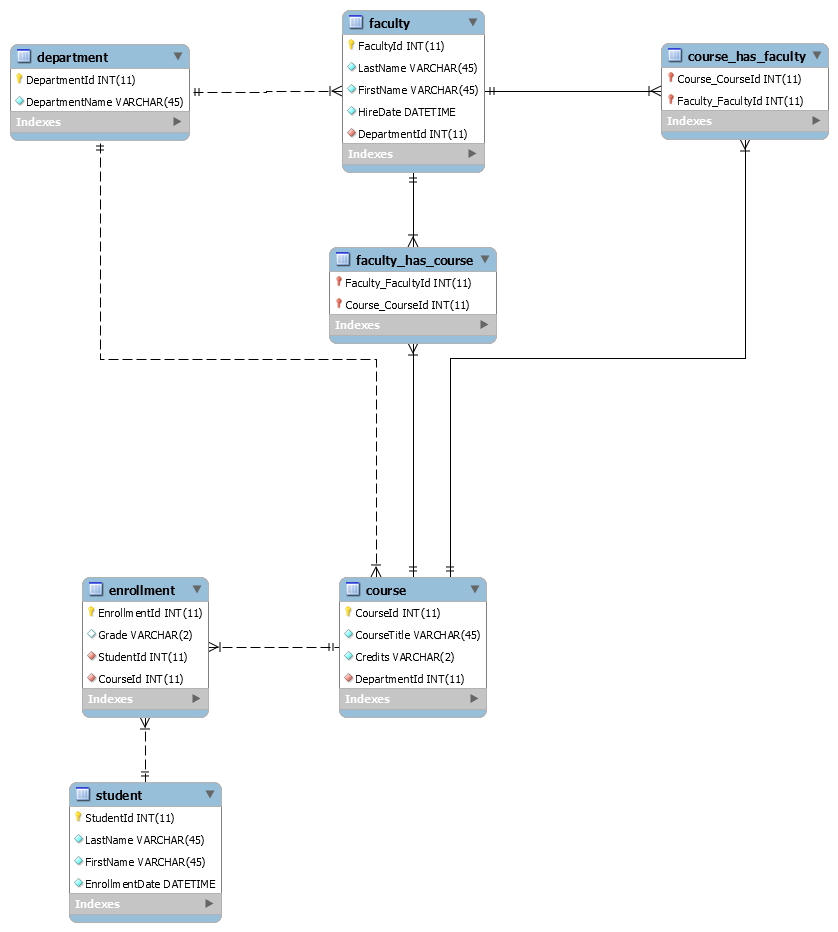 department
DepartmentId INT(11)
DepartmentName VARCHAR(45)
Indexes
faculty
FacultyId INT(11)
LastName VARCHAR(45)
FirstName VARCHAR(45)
HireDate DATETIME
DepartmentId INT(11)
Indexes
course_has_faculty
Course_CourseId INT(11)
Faculty_FacultyId INT(11)
Indexes
faculty_has_course
Faculty_FacultyId INT(11)
Course_CourseId INT(11)
Indexes
enrollment
EnrollmentId INT(11)
Grade VARCHAR(2)
StudentId INT(11)
CourseId INT(11)
Indexes
course
CourseId INT(11)
CourseTitle VARCHAR(45)
Credits VARCHAR(2)
DepartmentId INT(11)
Indexes
student
StudentId INT(11)
LastName VARCHAR(45)
FirstName VARCHAR(45)
EnrollmentDate DATETIME
Indexes